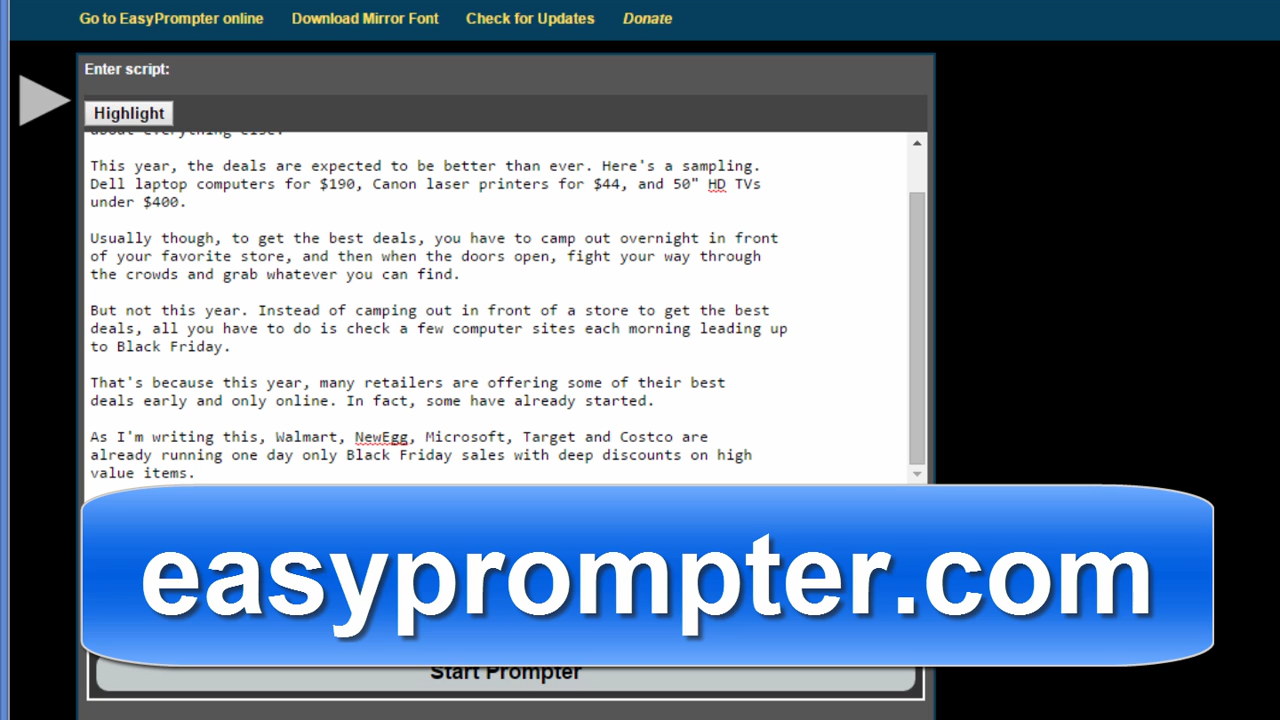 Go to EasyPrompter online Download Mirror Font Check for Updates Donate
Enter script:
Highlight
about everything else.
This year, the deals are expected to be better than ever. Here's a sampling.
Dell laptop computers for $190, Canon laser printers for $44, and 50" HD TVs
under $400.
Usually though, to get the best deals, you have to camp out overnight in front
of your favorite store, and then when the doors open, fight your way through
the crowds and grab whatever you can find.
But not this year. Instead of camping out in front of a store to get the best
deals, all you have to do is check a few computer sites each morning leading up
to Black Friday.
That's because this year, many retailers are offering some of their best
deals early and only online. In fact, some have already started.
As I'm writing this, Walmart, NewEgg, Microsoft, Target and Costco are
already running one day only Black Friday sales with deep discounts on high
value items.
easyprompter.com
Start Prompter